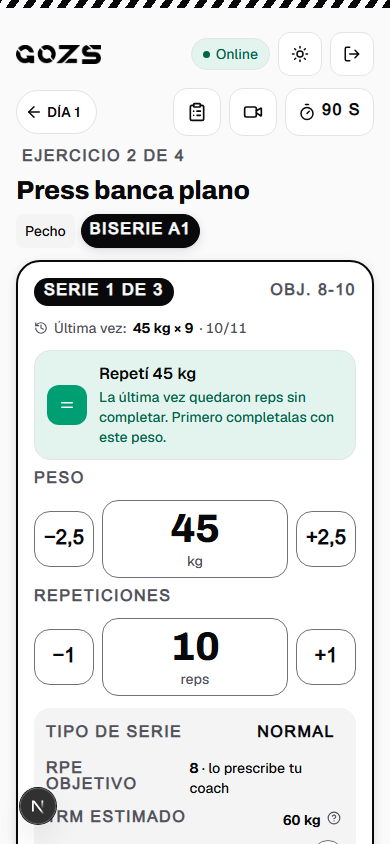 GOZS
Online
DÍA 1
90 S
EJERCICIO 2 DE 4
Press banca plano
Pecho
BISERIE A1
SERIE 1 DE 3
OBJ. 8-10
Última vez: 45 kg × 9 · 10/11
=
Repetí 45 kg
La última vez quedaron reps sin
completar. Primero completalas con
este peso.
PESO
−2,5
45
kg
+2,5
REPETICIONES
−1
10
reps
+1
TIPO DE SERIE
NORMAL
RPE
OBJETIVO
8 · lo prescribe tu
coach
N
RM ESTIMADO
60 kg
?